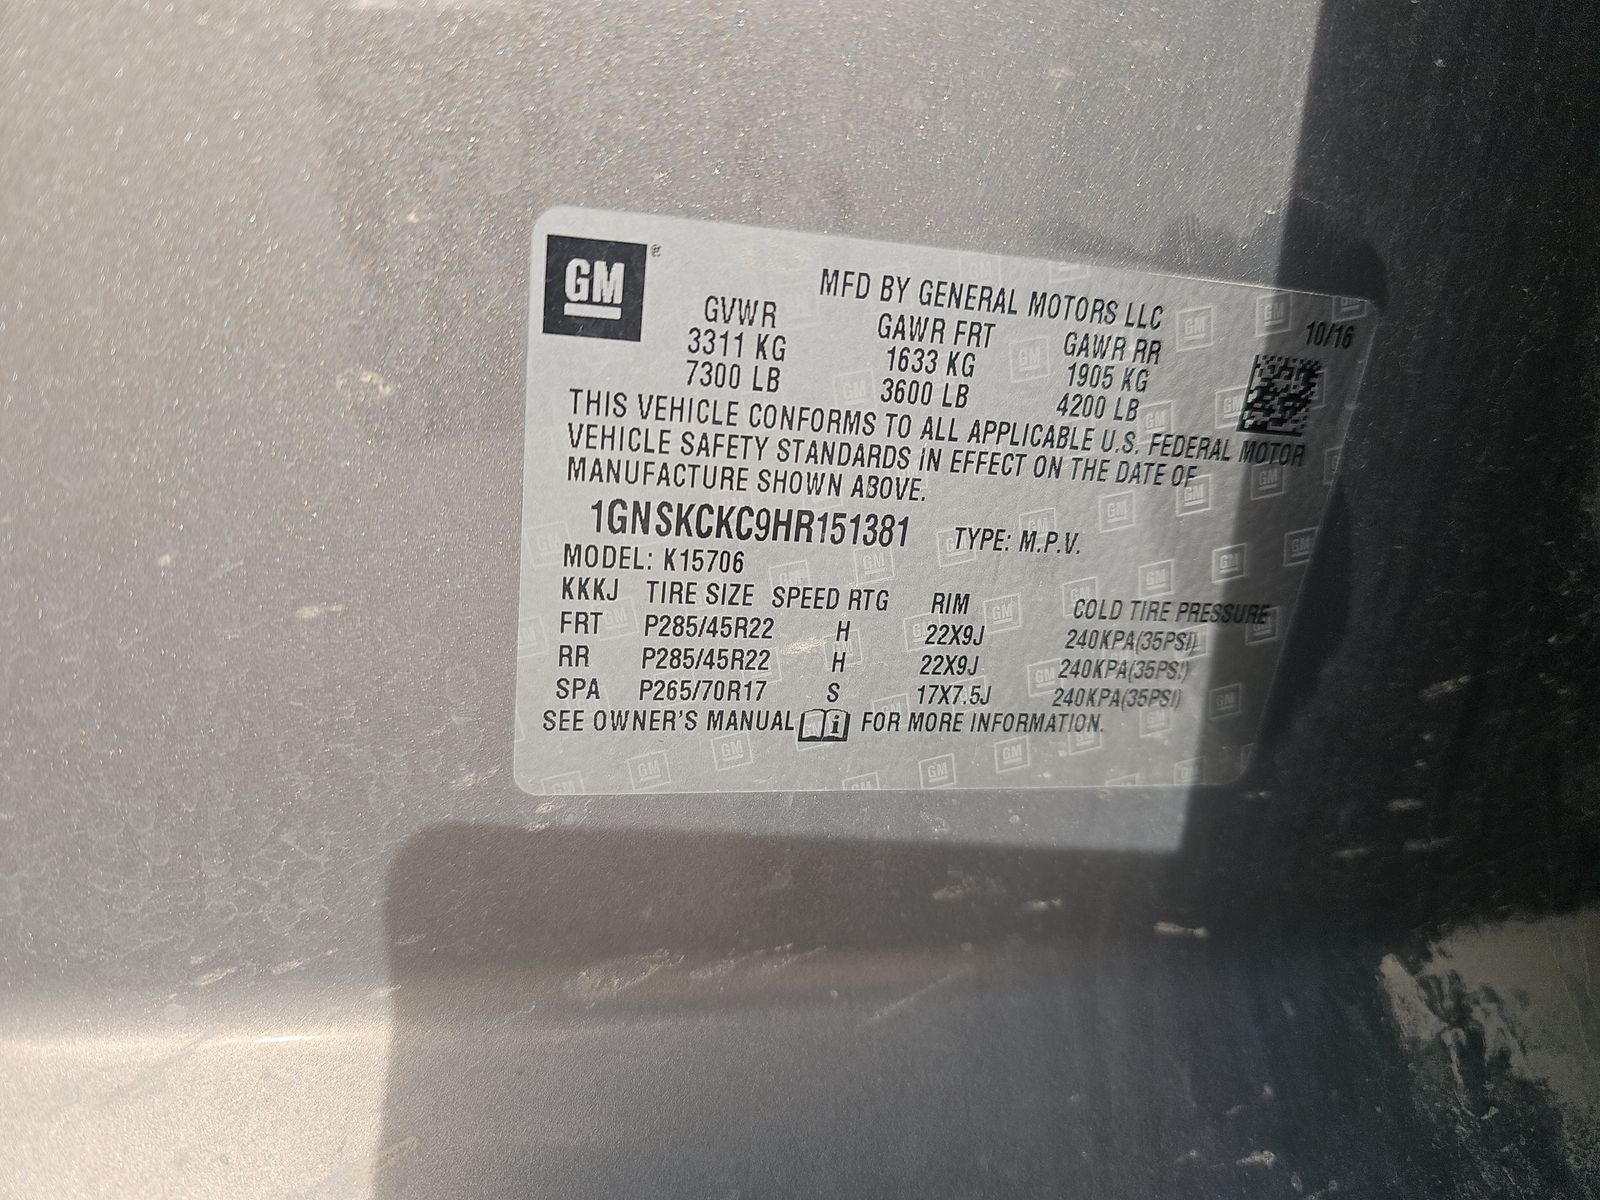 GM ®
MFD BY GENERAL MOTORS LLC
10/16
GVWR GAWR FRT GAWR RR
3311 KG 1633 KG 1905 KG
7300 LB 3600 LB 4200 LB
THIS VEHICLE CONFORMS TO ALL APPLICABLE U.S. FEDERAL MOTOR
VEHICLE SAFETY STANDARDS IN EFFECT ON THE DATE OF
MANUFACTURE SHOWN ABOVE.
1GNSKCKC9HR151381 TYPE: M.P.V.
MODEL: K15706
KKKJ TIRE SIZE SPEED RTG RIM COLD TIRE PRESSURE
FRT P285/45R22 H 22X9J 240KPA(35PSI)
RR P285/45R22 H 22X9J 240KPA(35PSI)
SPA P265/70R17 S 17X7.5J 240KPA(35PSI)
SEE OWNER'S MANUAL FOR MORE INFORMATION.